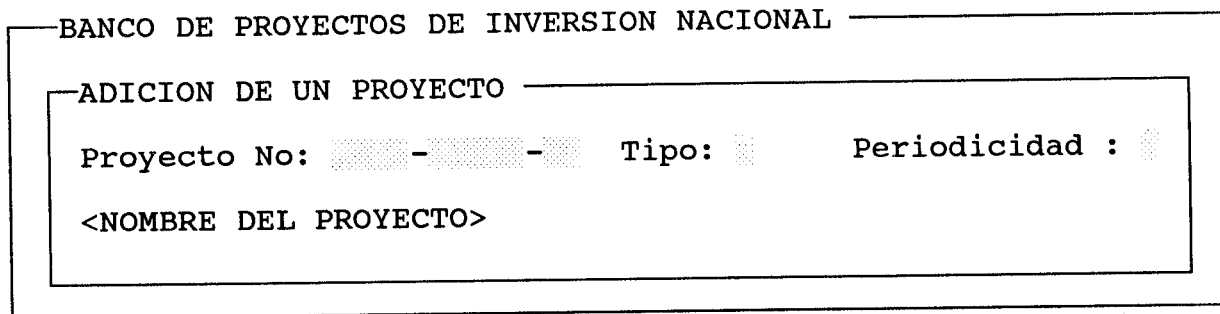 BANCO DE PROYECTOS DE INVERSION NACIONAL
ADICION DE UN PROYECTO
Proyecto No: - - Tipo: Periodicidad :
<NOMBRE DEL PROYECTO>